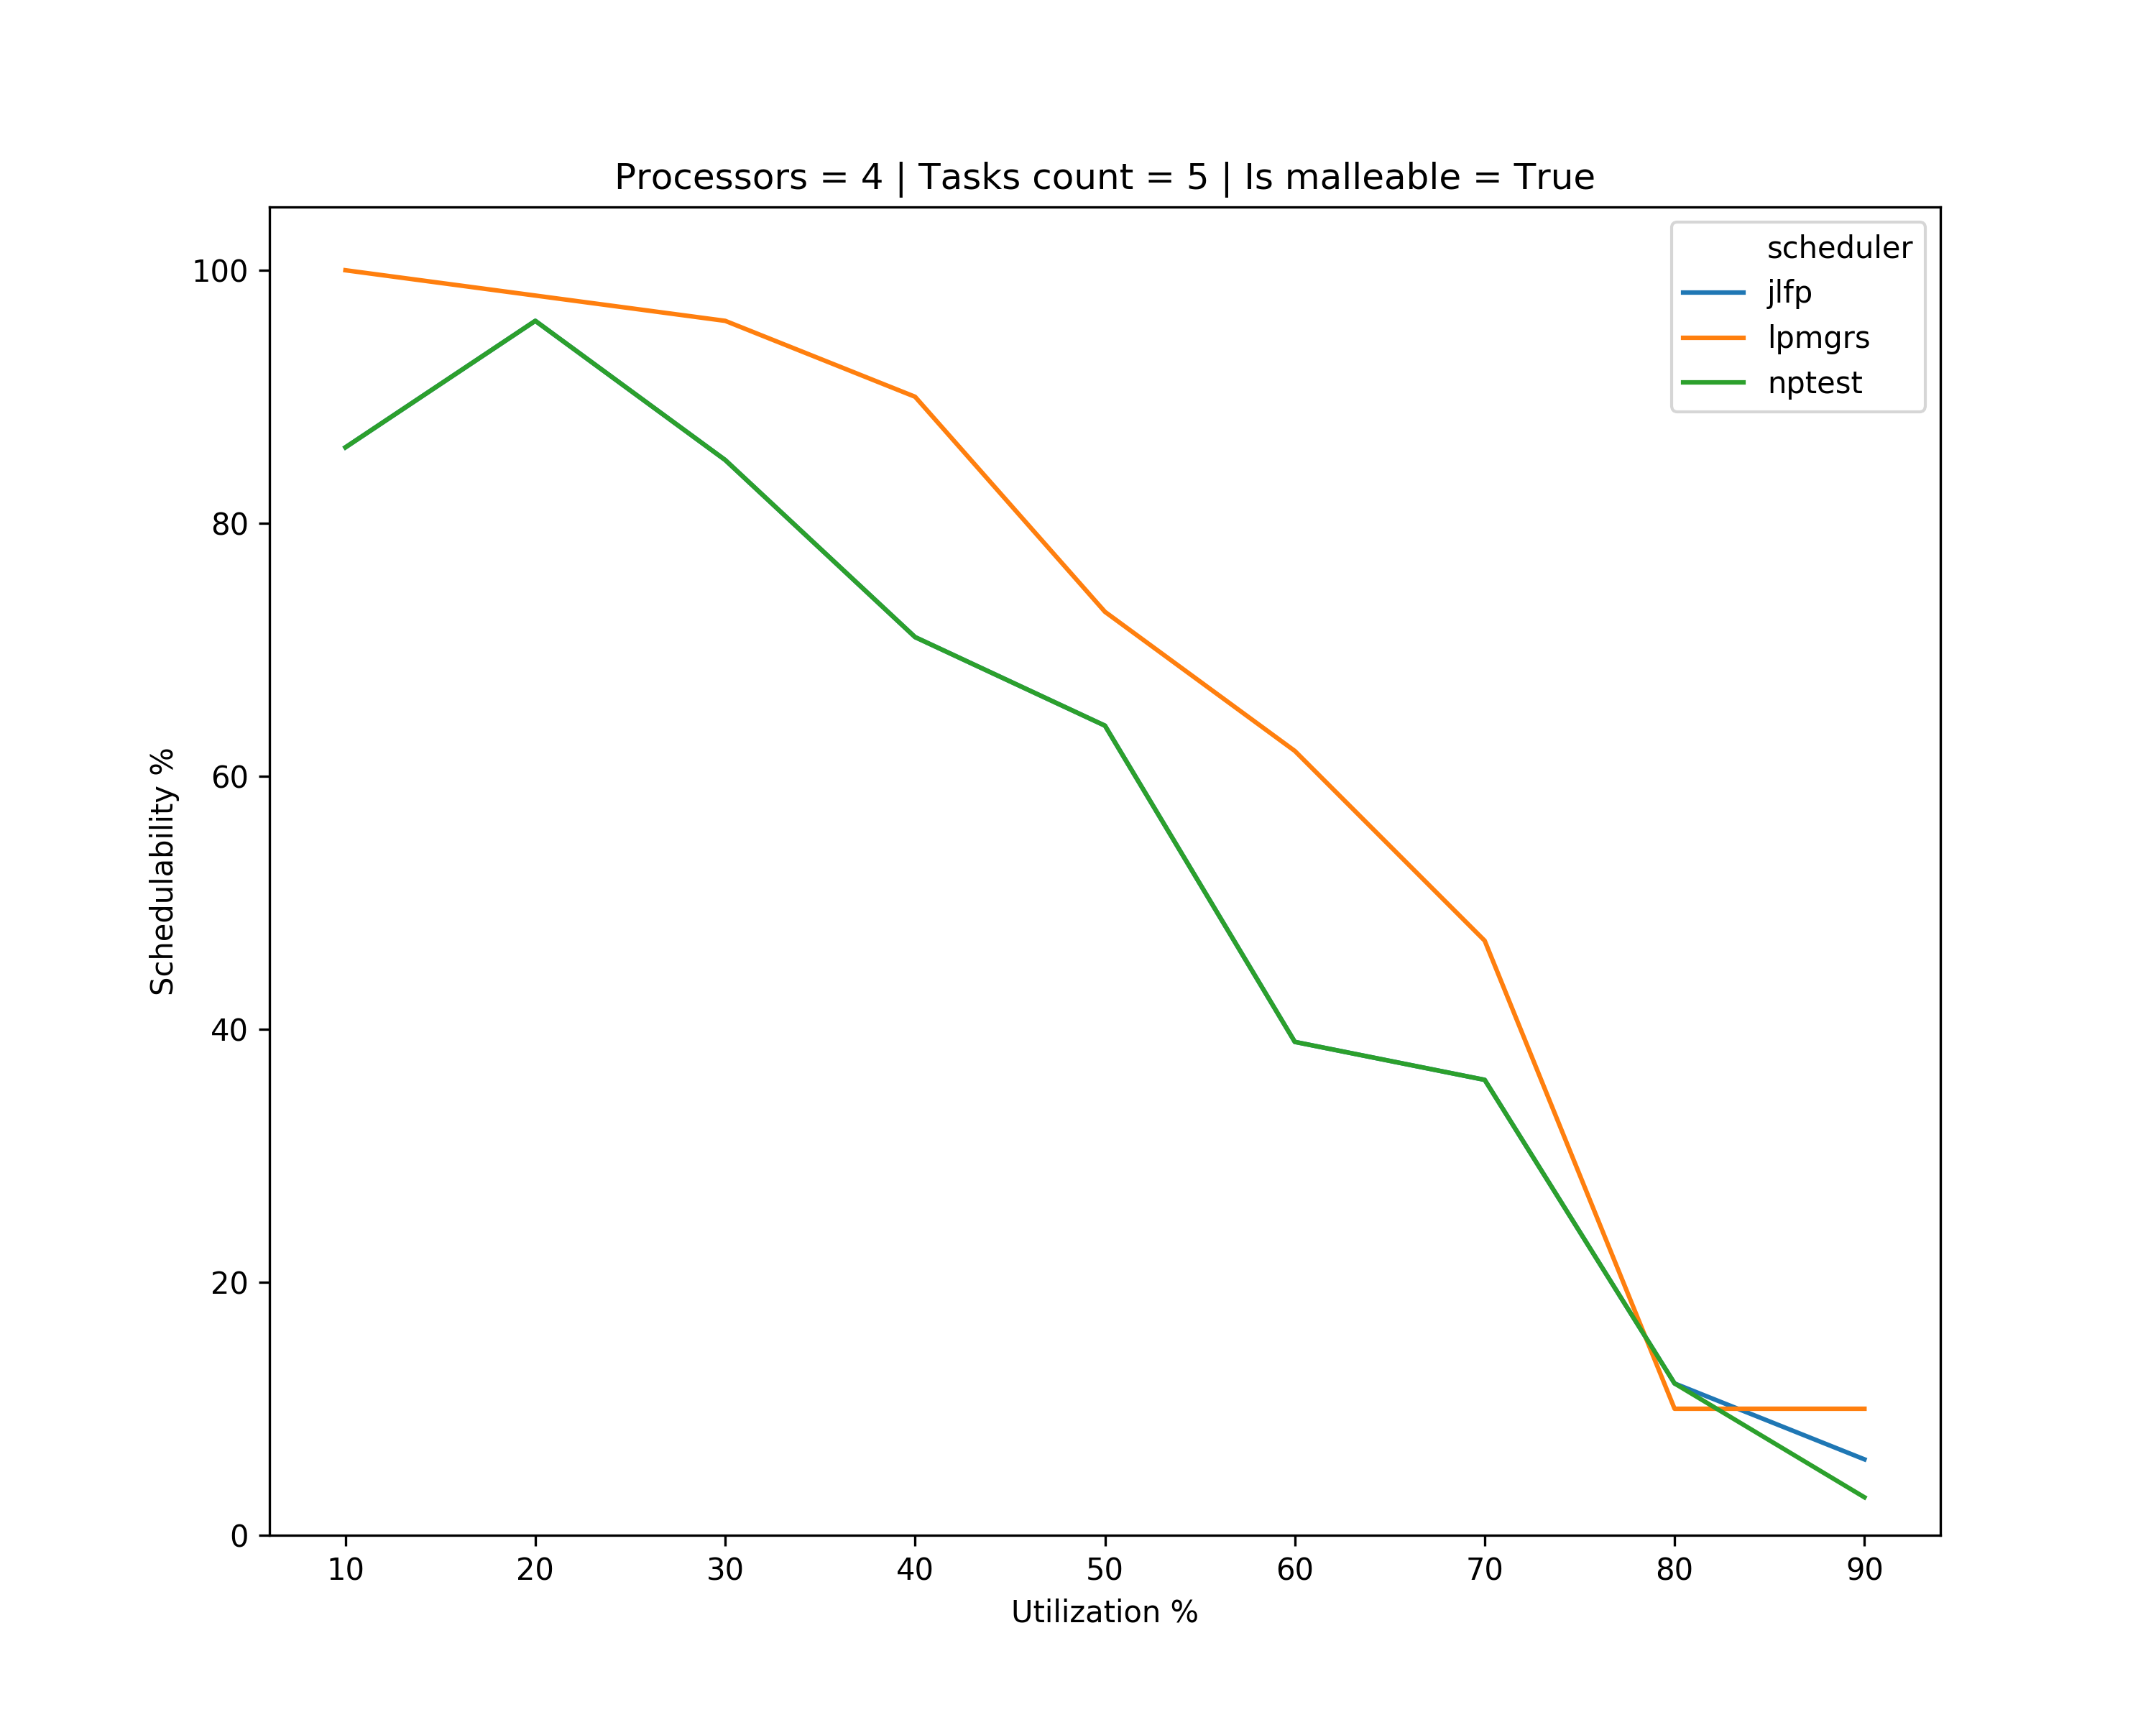 Processors = 4 | Tasks count = 5 | Is malleable = True
scheduler
jlfp
lpmgrs
nptest
Schedulability %
100
80
60
40
20
0
10 20 30 40 50 60 70 80 90
Utilization %